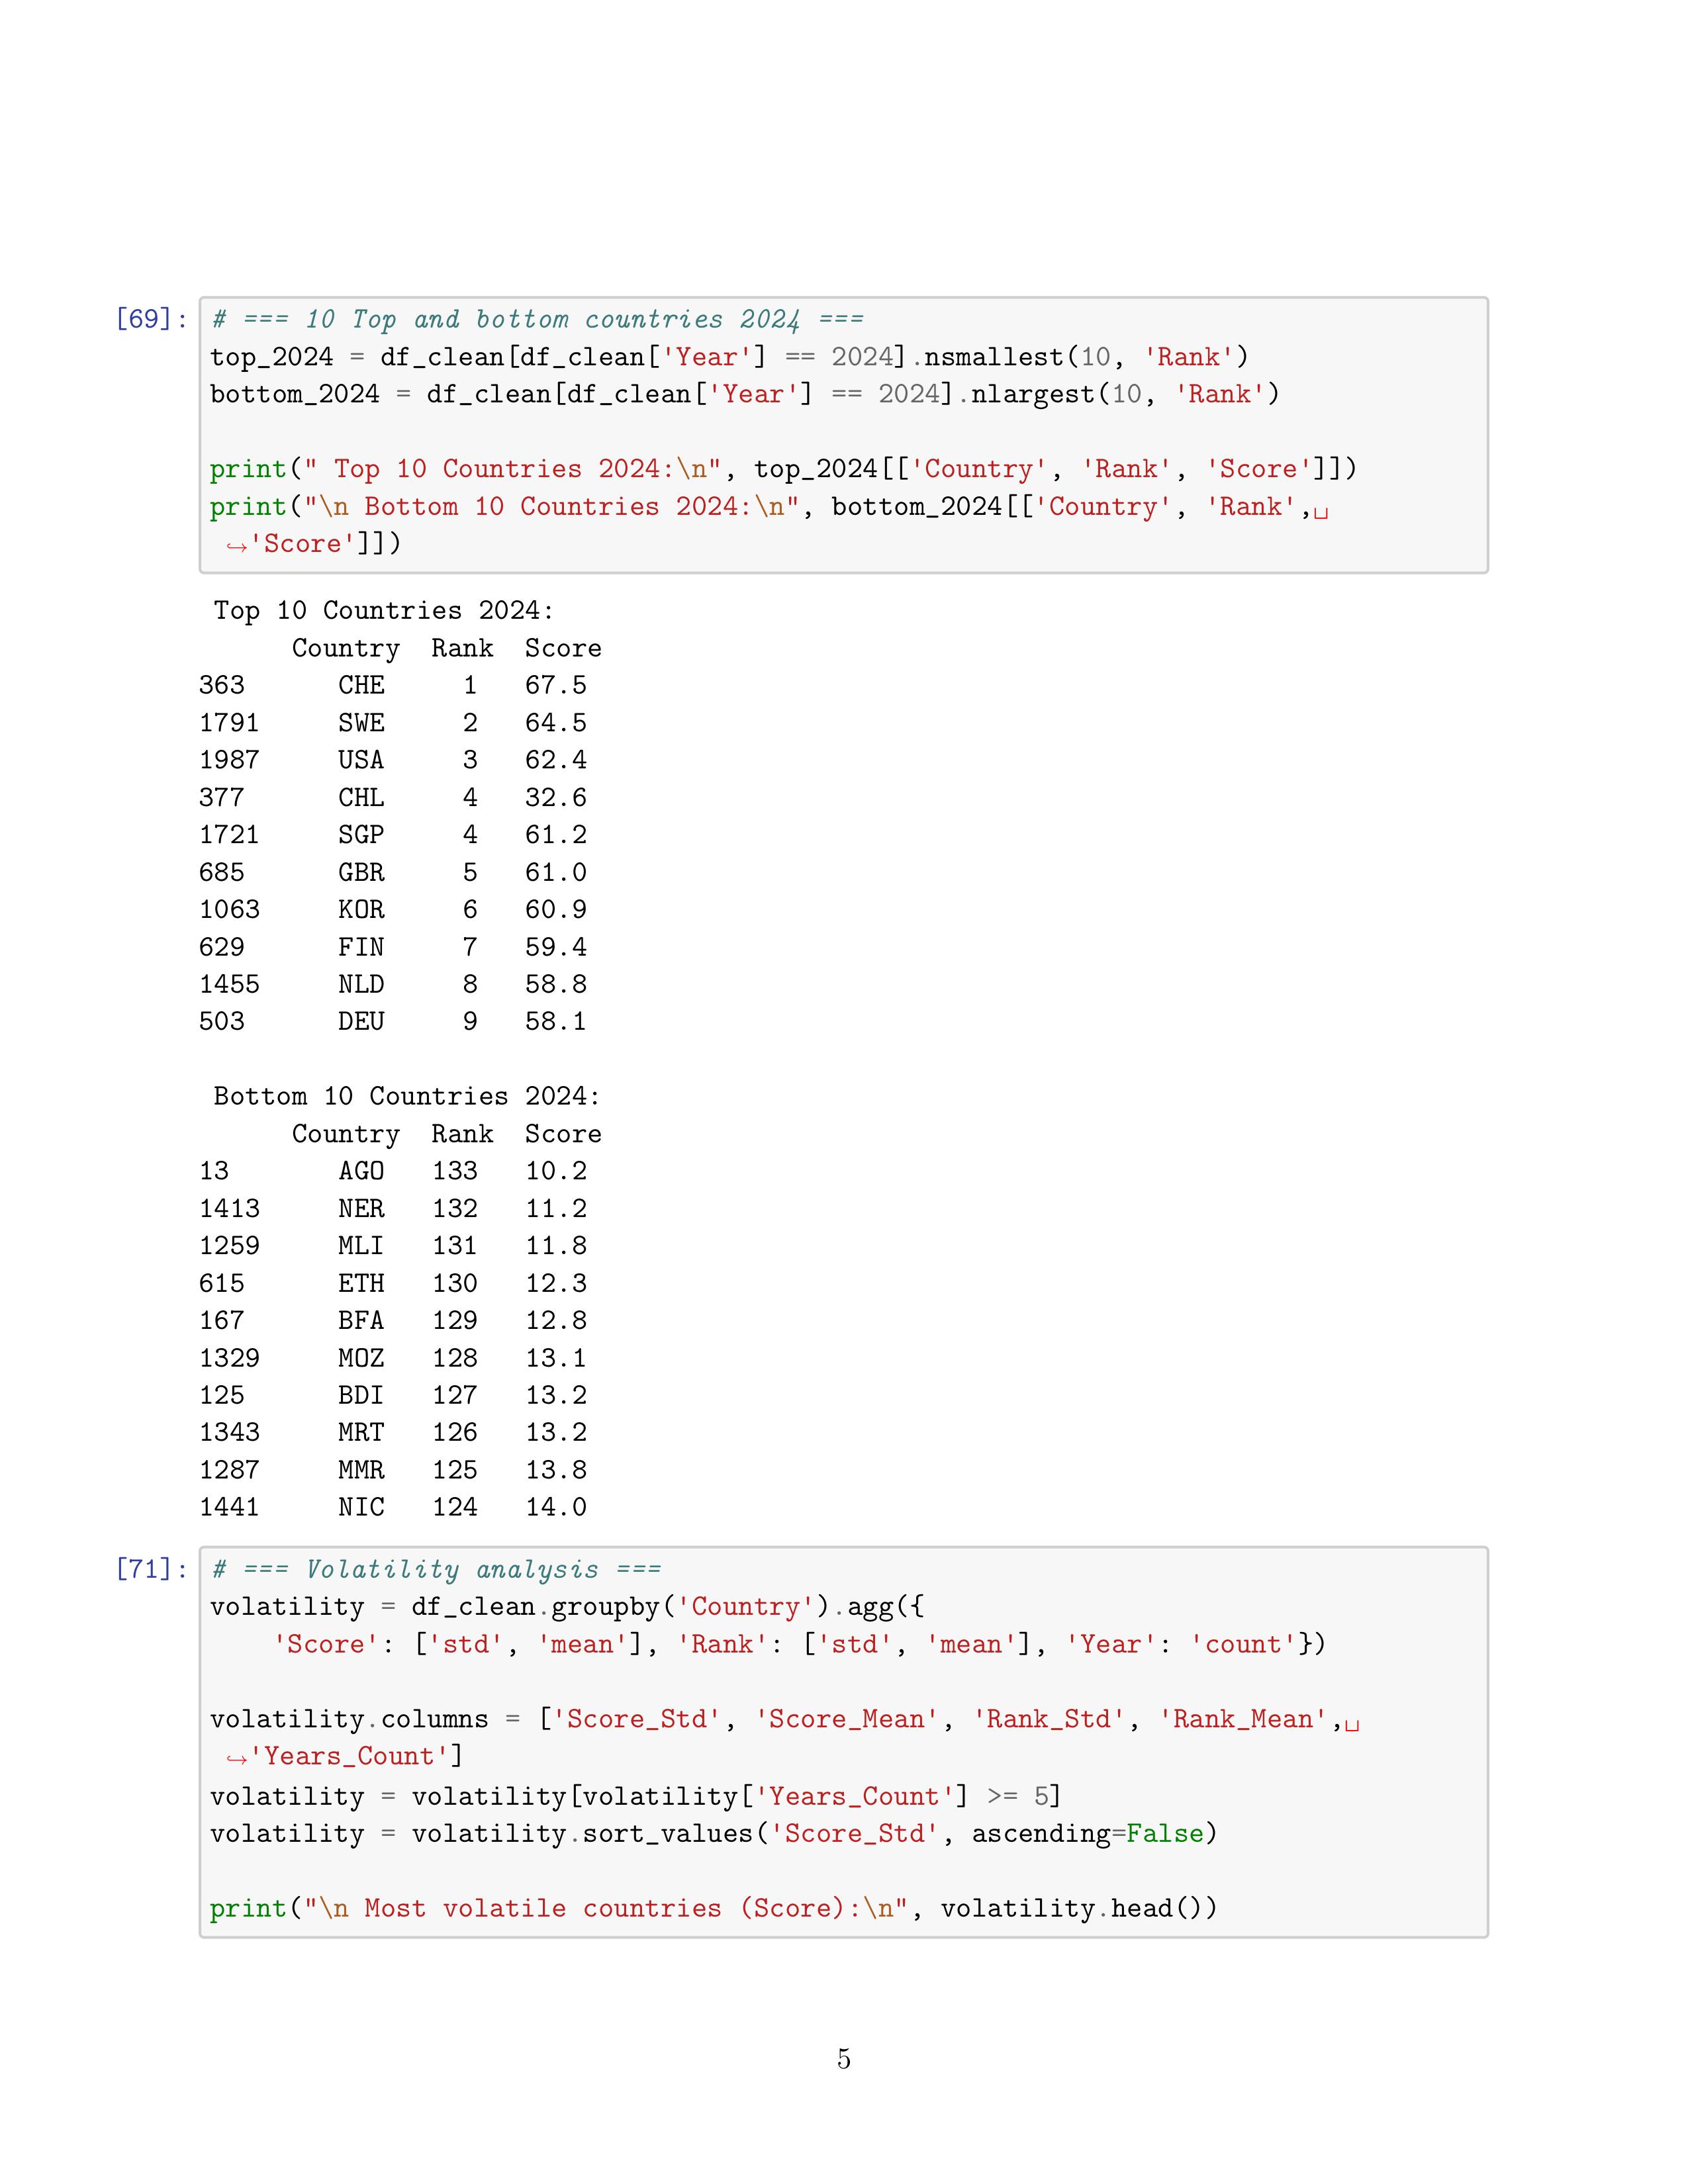 [69]: # === 10 Top and bottom countries 2024 ===
top_2024 = df_clean[df_clean['Year'] == 2024].nsmallest(10, 'Rank')
bottom_2024 = df_clean[df_clean['Year'] == 2024].nlargest(10, 'Rank')

print(" Top 10 Countries 2024:\n", top_2024[['Country', 'Rank', 'Score']])
print("\n Bottom 10 Countries 2024:\n", bottom_2024[['Country', 'Rank',␣
↪'Score']])

Top 10 Countries 2024:
Country Rank Score
363 CHE 1 67.5
1791 SWE 2 64.5
1987 USA 3 62.4
377 CHL 4 32.6
1721 SGP 4 61.2
685 GBR 5 61.0
1063 KOR 6 60.9
629 FIN 7 59.4
1455 NLD 8 58.8
503 DEU 9 58.1

Bottom 10 Countries 2024:
Country Rank Score
13 AGO 133 10.2
1413 NER 132 11.2
1259 MLI 131 11.8
615 ETH 130 12.3
167 BFA 129 12.8
1329 MOZ 128 13.1
125 BDI 127 13.2
1343 MRT 126 13.2
1287 MMR 125 13.8
1441 NIC 124 14.0

[71]: # === Volatility analysis ===
volatility = df_clean.groupby('Country').agg({
'Score': ['std', 'mean'], 'Rank': ['std', 'mean'], 'Year': 'count'})

volatility.columns = ['Score_Std', 'Score_Mean', 'Rank_Std', 'Rank_Mean',␣
↪'Years_Count']
volatility = volatility[volatility['Years_Count'] >= 5]
volatility = volatility.sort_values('Score_Std', ascending=False)

print("\n Most volatile countries (Score):\n", volatility.head())

5